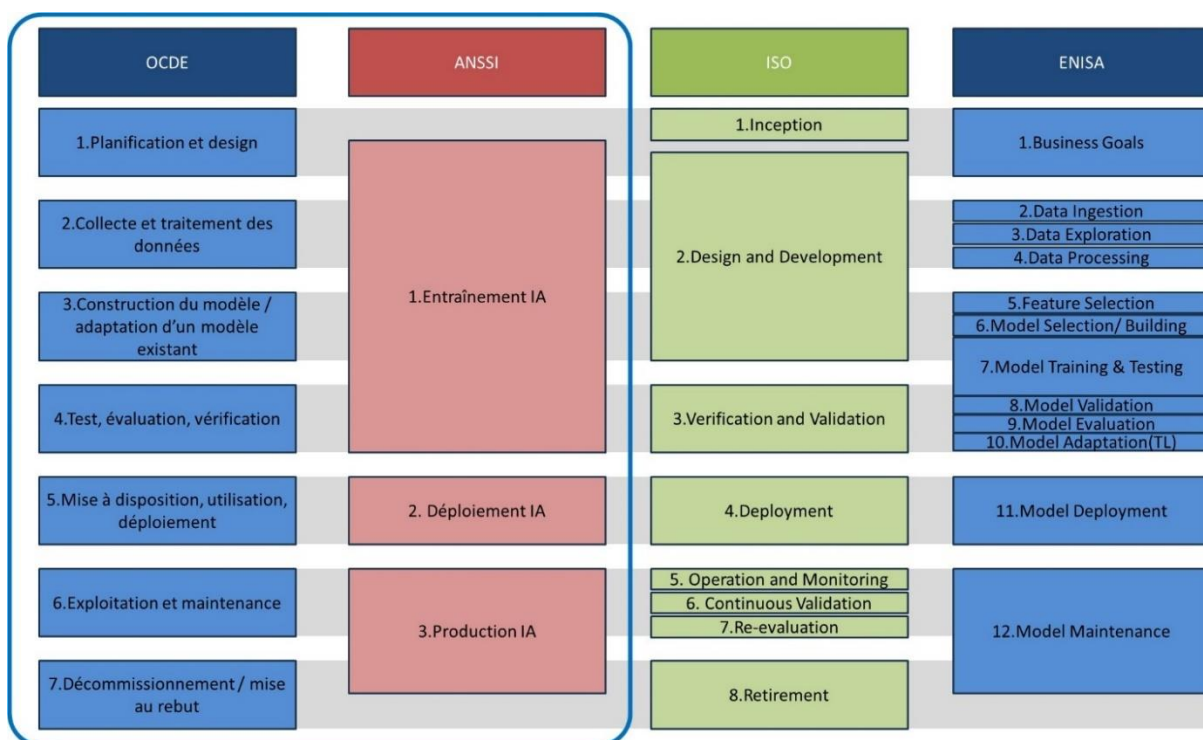 OCDE
ANSSI
ISO
ENISA
1.Planification et design
1.Inception
1.Business Goals
2.Collecte et traitement des
données
1.Entraînement IA
2.Design and Development
2.Data Ingestion
3.Data Exploration
4.Data Processing
3.Construction du modèle /
adaptation d'un modèle
existant
5.Feature Selection
6.Model Selection/ Building
7.Model Training & Testing
4.Test, évaluation, vérification
3.Verification and Validation
8.Model Validation
9.Model Evaluation
10.Model Adaptation(TL)
5.Mise à disposition, utilisation,
déploiement
2. Déploiement IA
4.Deployment
11.Model Deployment
6.Exploitation et maintenance
3.Production IA
5. Operation and Monitoring
6. Continuous Validation
7.Re-evaluation
12.Model Maintenance
7.Décommissionnement / mise
au rebut
8.Retirement